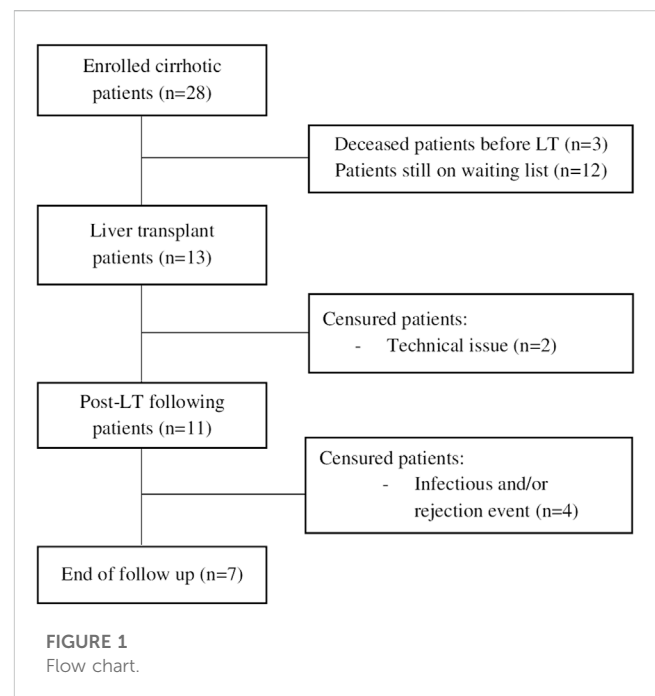 Enrolled cirrhotic
patients (n=28)
Deceased patients before LT (n=3)
Patients still on waiting list (n=12)
Liver transplant
patients (n=13)
Censured patients:
- Technical issue (n=2)
Post-LT following
patients (n=11)
Censured patients:
- Infectious and/or
rejection event (n=4)
End of follow up (n=7)
FIGURE 1
Flow chart.